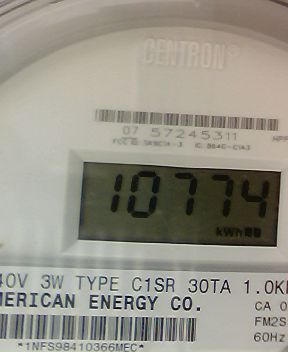 CENTRON®
07 57245311
10774
kWh
40V 3W TYPE C1SR 30TA 1.0K
MERICAN ENERGY CO.
CA 0
FM2S
60Hz
*1NFS98410366MEC*